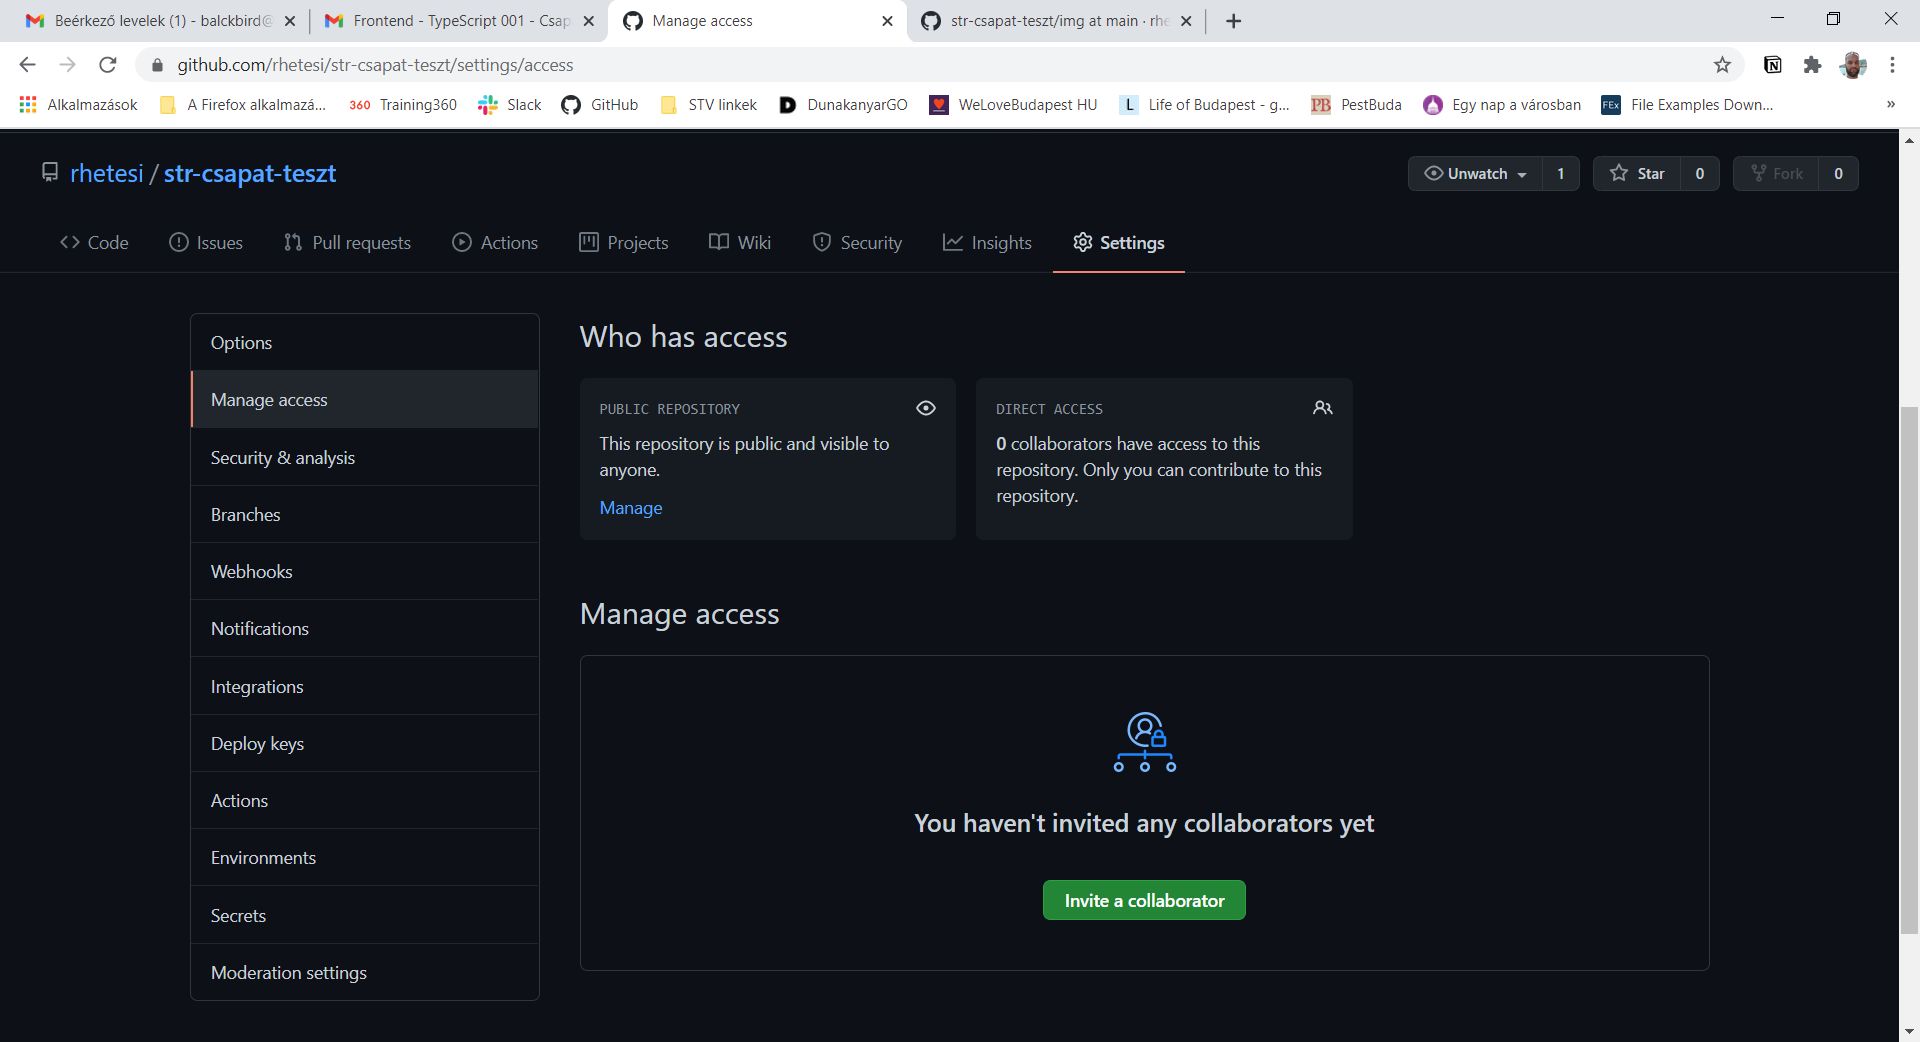 Beérkező levelek (1) - balckbird@
Frontend - TypeScript 001 - Csap
Manage access
str-csapat-teszt/img at main · rhe
github.com/rhetesi/str-csapat-teszt/settings/access
Alkalmazások
A Firefox alkalmazá...
360 Training360
Slack
GitHub
STV linkek
D DunakanyarGO
WeLoveBudapest HU
L Life of Budapest - g...
PB PestBuda
Egy nap a városban
FEx File Examples Down...
»
rhetesi / str-csapat-teszt
Unwatch 1
Star 0
Fork 0
Code
Issues
Pull requests
Actions
Projects
Wiki
Security
Insights
Settings
Options
Manage access
Security & analysis
Branches
Webhooks
Notifications
Integrations
Deploy keys
Actions
Environments
Secrets
Moderation settings
Who has access
PUBLIC REPOSITORY
This repository is public and visible to
anyone.
Manage
DIRECT ACCESS
0 collaborators have access to this
repository. Only you can contribute to this
repository.
Manage access
You haven't invited any collaborators yet
Invite a collaborator